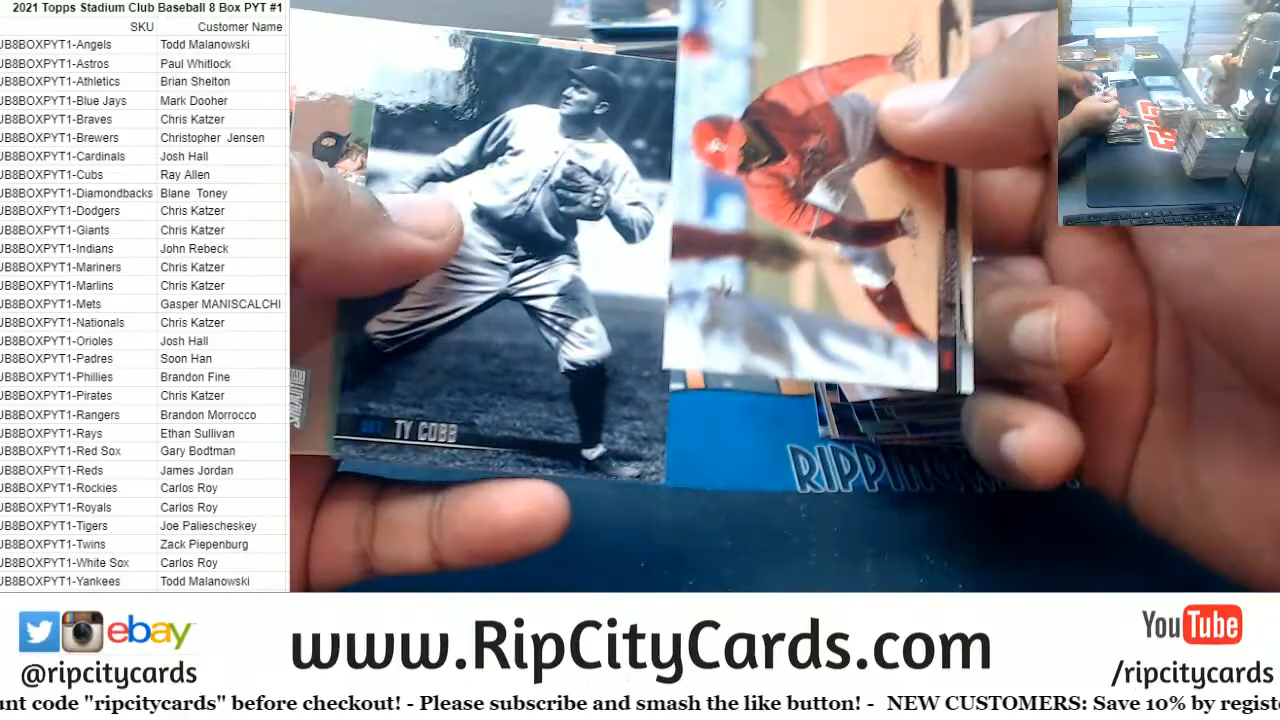 2021 Topps Stadium Club Baseball 8 Box PYT #1
SKU Customer Name
JB8BOXPYT1-Angels Todd Malanowski
JB8BOXPYT1-Astros Paul Whitlock
JB8BOXPYT1-Athletics Brian Shelton
JB8BOXPYT1-Blue Jays Mark Dooher
JB8BOXPYT1-Braves Chris Katzer
JB8BOXPYT1-Brewers Christopher Jensen
JB8BOXPYT1-Cardinals Josh Hall
JB8BOXPYT1-Cubs Ray Allen
JB8BOXPYT1-Diamondbacks Blane Toney
JB8BOXPYT1-Dodgers Chris Katzer
JB8BOXPYT1-Giants Chris Katzer
JB8BOXPYT1-Indians John Rebeck
JB8BOXPYT1-Mariners Chris Katzer
JB8BOXPYT1-Marlins Chris Katzer
JB8BOXPYT1-Mets Gasper MANISCALCHI
JB8BOXPYT1-Nationals Chris Katzer
JB8BOXPYT1-Orioles Josh Hall
JB8BOXPYT1-Padres Soon Han
JB8BOXPYT1-Phillies Brandon Fine
JB8BOXPYT1-Pirates Chris Katzer
JB8BOXPYT1-Rangers Brandon Morrocco
JB8BOXPYT1-Rays Ethan Sullivan
JB8BOXPYT1-Red Sox Gary Bodtman
JB8BOXPYT1-Reds James Jordan
JB8BOXPYT1-Rockies Carlos Roy
JB8BOXPYT1-Royals Carlos Roy
JB8BOXPYT1-Tigers Joe Paliescheskey
JB8BOXPYT1-Twins Zack Piepenburg
JB8BOXPYT1-White Sox Carlos Roy
JB8BOXPYT1-Yankees Todd Malanowski
TY COBB
ebay
@ripcitycards
www.RipCityCards.com
YouTube
/ripcitycards
unt code "ripcitycards" before checkout! - Please subscribe and smash the like button! - NEW CUSTOMERS: Save 10% by registe